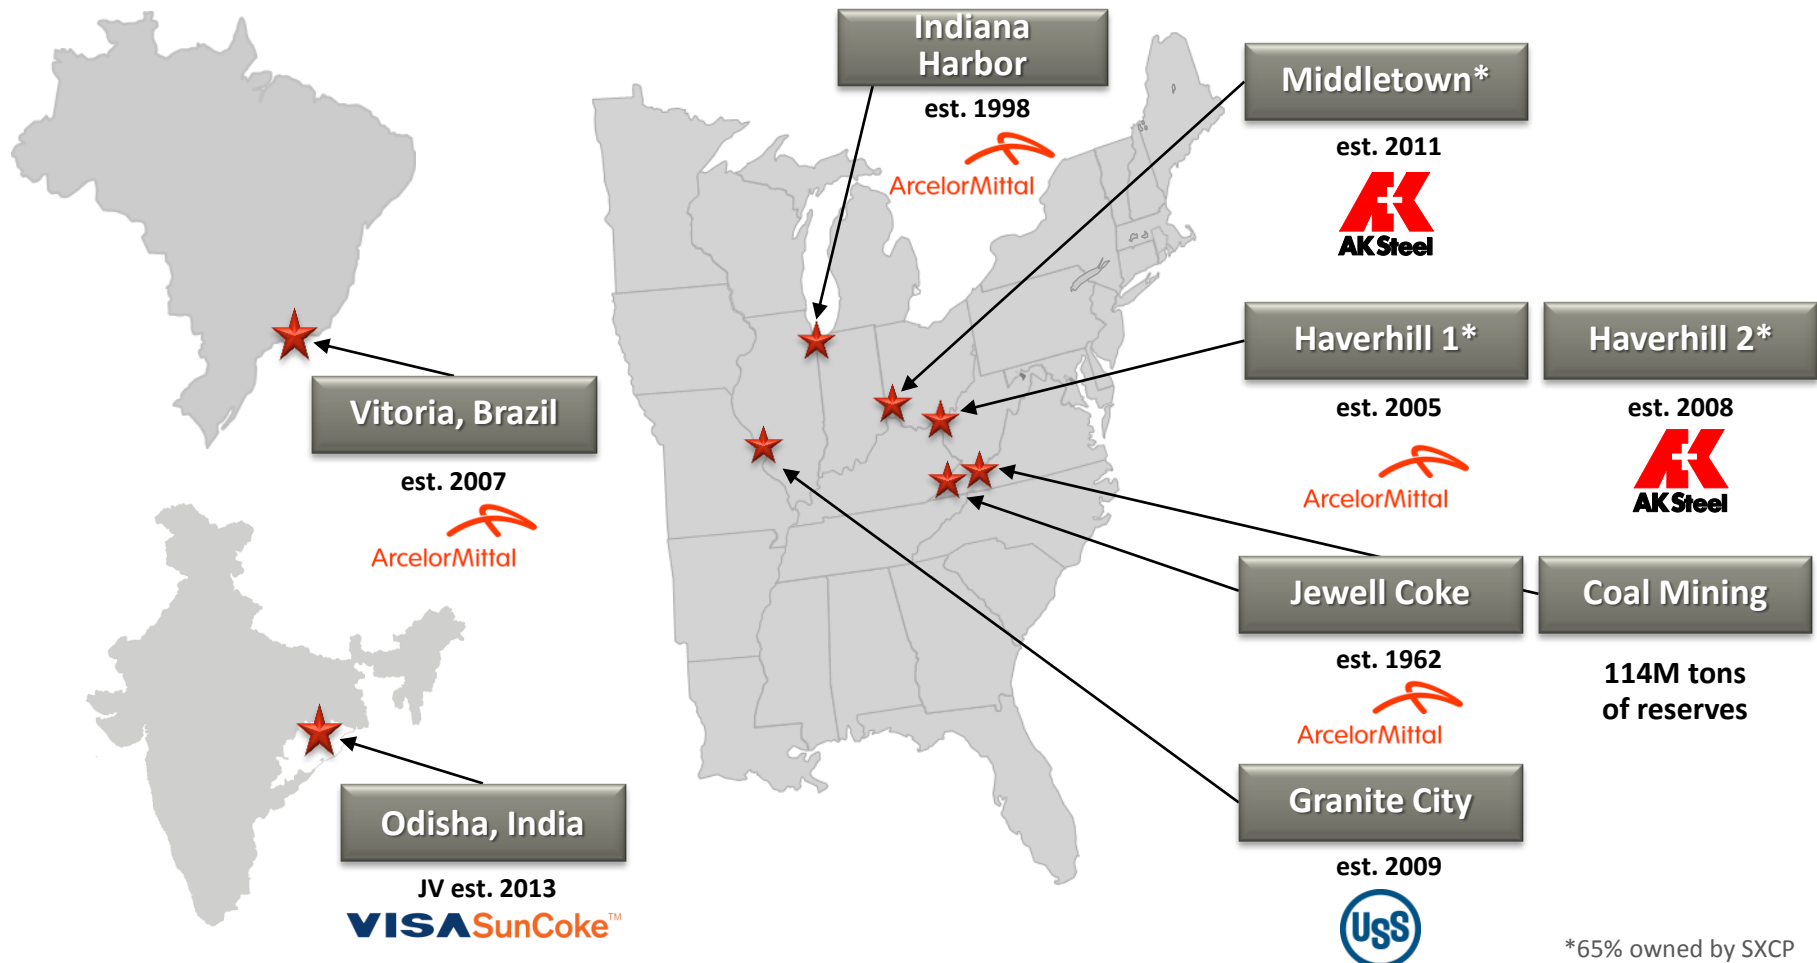 Indiana
Harbor
est. 1998
ArcelorMittal
Middletown*
est. 2011
AK Steel
Haverhill 1*
est. 2005
ArcelorMittal
Haverhill 2*
est. 2008
AK Steel
Vitoria, Brazil
est. 2007
ArcelorMittal
Jewell Coke
est. 1962
ArcelorMittal
Coal Mining
114M tons
of reserves
Granite City
est. 2009
USS
Odisha, India
JV est. 2013
VISA SunCoke™
*65% owned by SXCP